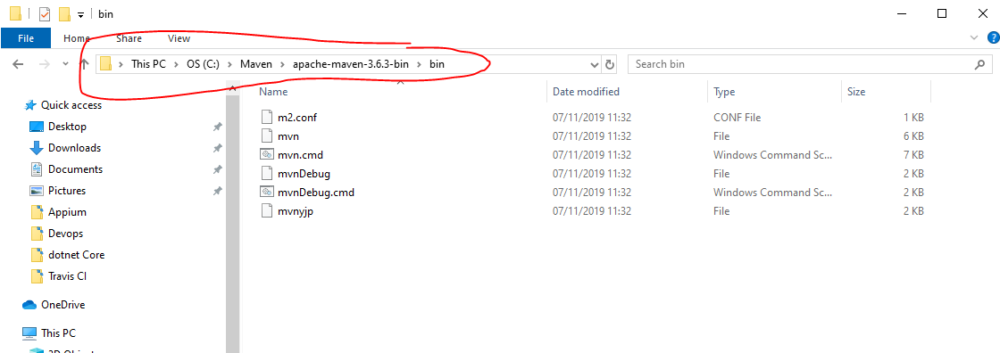 bin
File Home Share View
This PC OS (C:) Maven apache-maven-3.6.3-bin bin Search bin
Name Date modified Type Size
Quick access
m2.conf 07/11/2019 11:32 CONF File 1 KB
Desktop
mvn 07/11/2019 11:32 File 6 KB
Downloads
mvn.cmd 07/11/2019 11:32 Windows Command Sc... 7 KB
Documents
mvnDebug 07/11/2019 11:32 File 2 KB
Pictures
mvnDebug.cmd 07/11/2019 11:32 Windows Command Sc... 2 KB
Appium
mvnyjp 07/11/2019 11:32 File 2 KB
Devops
dotnet Core
Travis CI
OneDrive
This PC